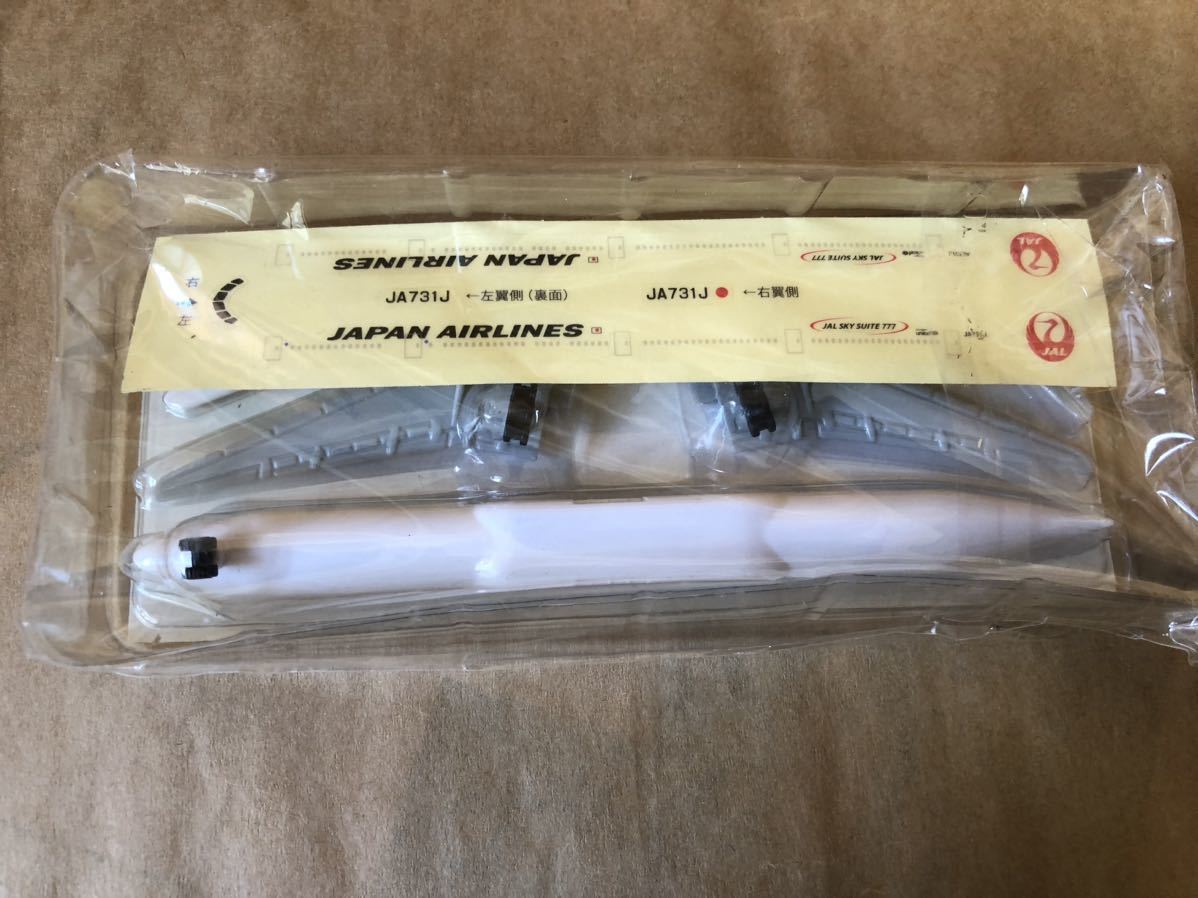 JAPAN AIRLINES
JAL SKY SUITE 777
JAL
右
左
JA731J ←左翼側(裏面)
JA731J ←右翼側
JAPAN AIRLINES
JAL SKY SUITE 777
JAL